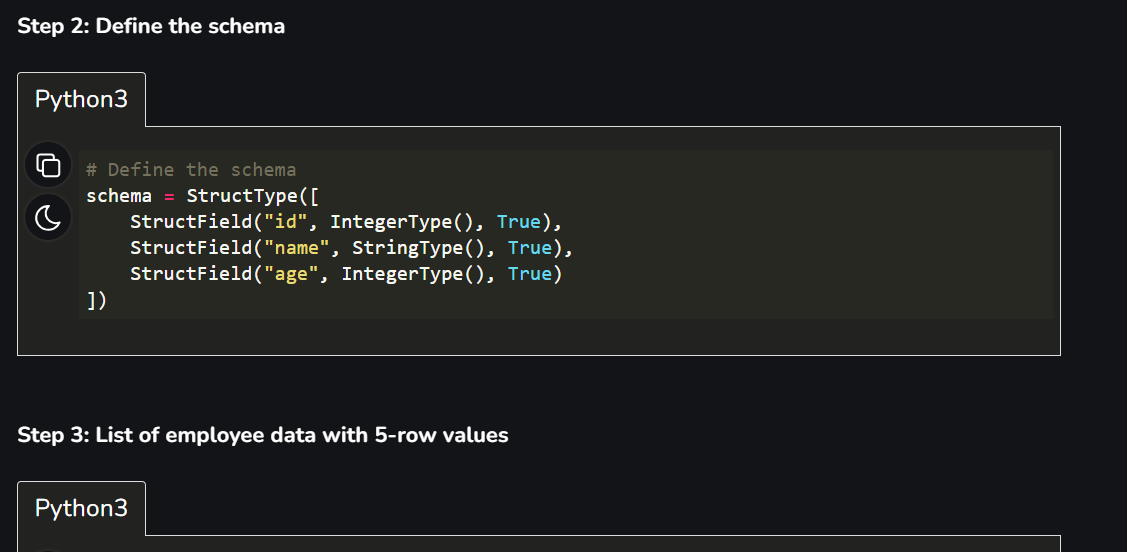 Step 2: Define the schema
Python3
# Define the schema
schema = StructType([
    StructField("id", IntegerType(), True),
    StructField("name", StringType(), True),
    StructField("age", IntegerType(), True)
])
Step 3: List of employee data with 5-row values
Python3